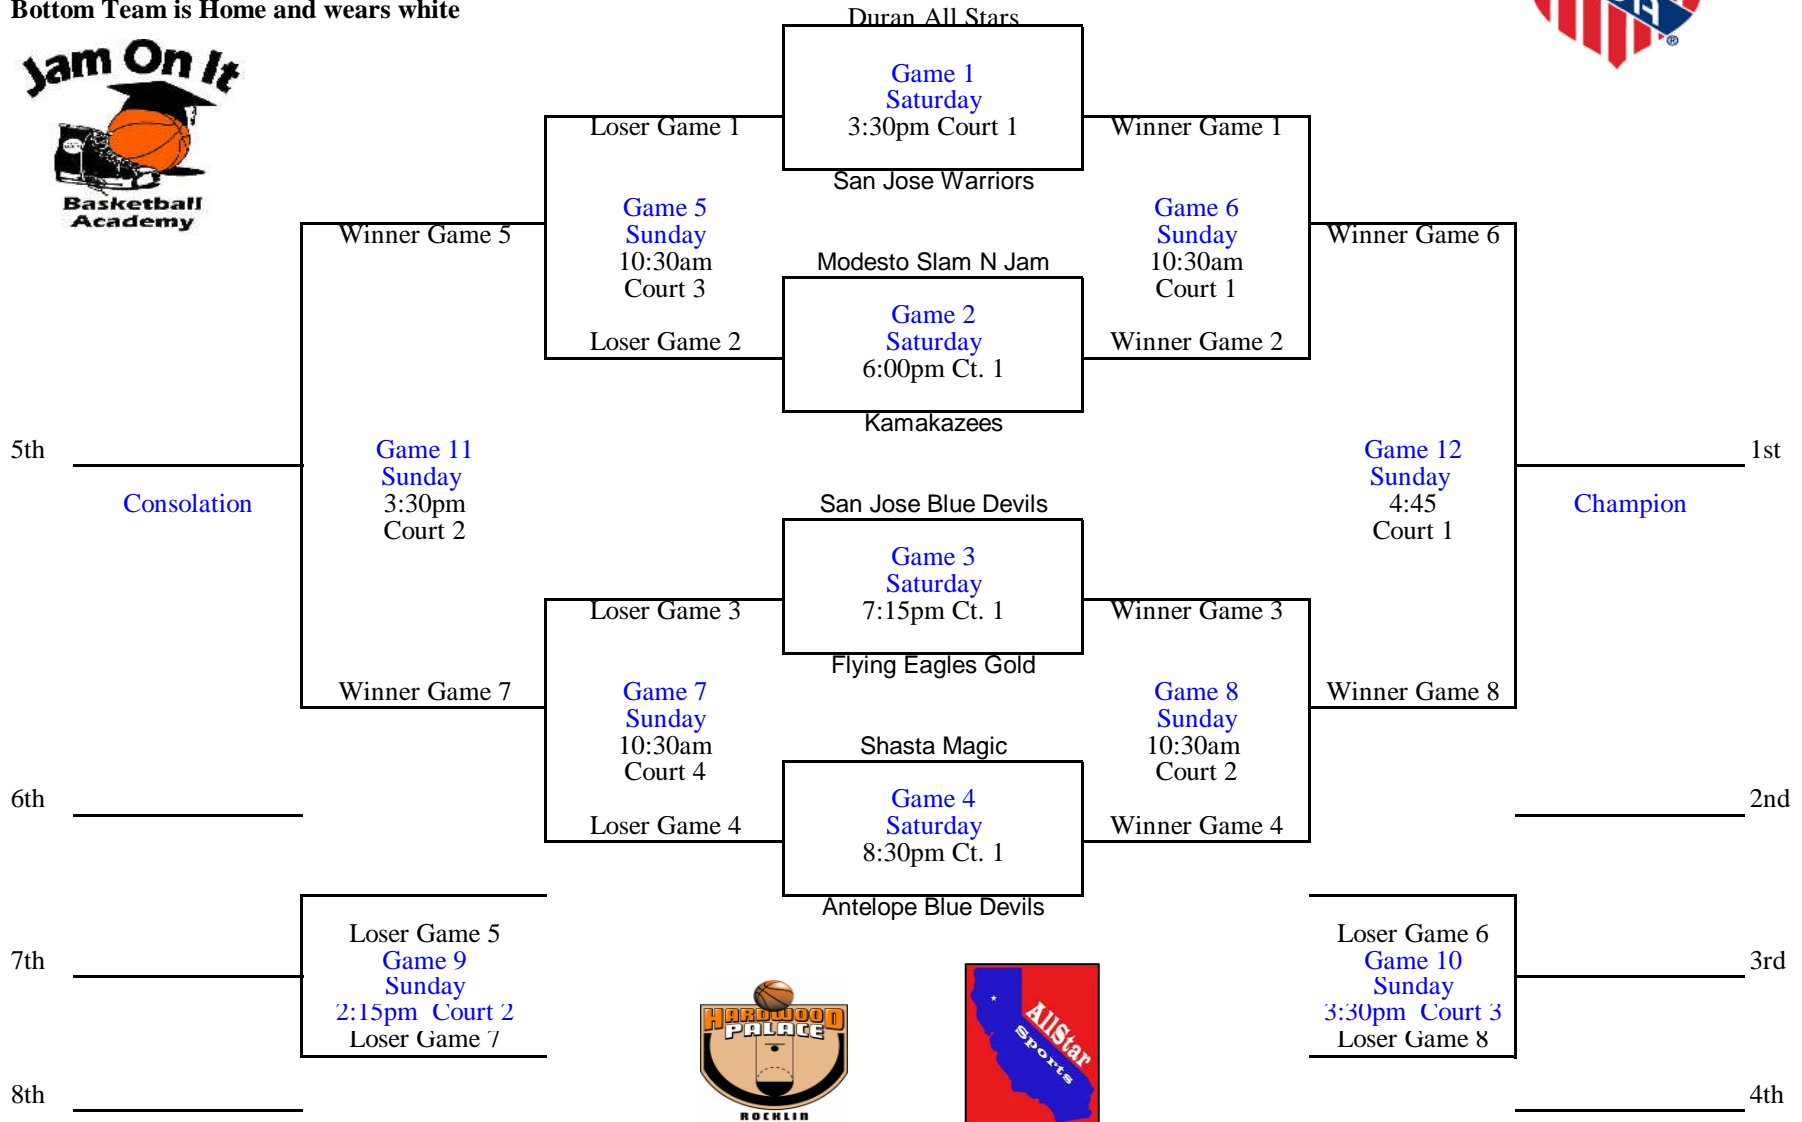 Bottom Team is Home and wears white
Jam On It
Basketball
Academy
Duran All Stars
Game 1
Saturday
3:30pm Court 1
San Jose Warriors
Loser Game 1
Winner Game 1
Winner Game 5
Game 5
Sunday
10:30am
Court 3
Game 6
Sunday
10:30am
Court 1
Winner Game 6
Modesto Slam N Jam
Game 2
Saturday
6:00pm Ct. 1
Kamakazees
Loser Game 2
Winner Game 2
5th
Consolation
Game 11
Sunday
3:30pm
Court 2
Game 12
Sunday
4:45
Court 1
1st
Champion
San Jose Blue Devils
Game 3
Saturday
7:15pm Ct. 1
Flying Eagles Gold
Loser Game 3
Winner Game 3
Winner Game 7
Game 7
Sunday
10:30am
Court 4
Game 8
Sunday
10:30am
Court 2
Winner Game 8
Shasta Magic
Game 4
Saturday
8:30pm Ct. 1
Antelope Blue Devils
Loser Game 4
Winner Game 4
6th
2nd
Loser Game 5
Game 9
Sunday
2:15pm Court 2
Loser Game 7
7th
Loser Game 6
Game 10
Sunday
3:30pm Court 3
Loser Game 8
3rd
8th
4th
HARDWOOD
PALACE
ROCKLIN
AllStar
Sports